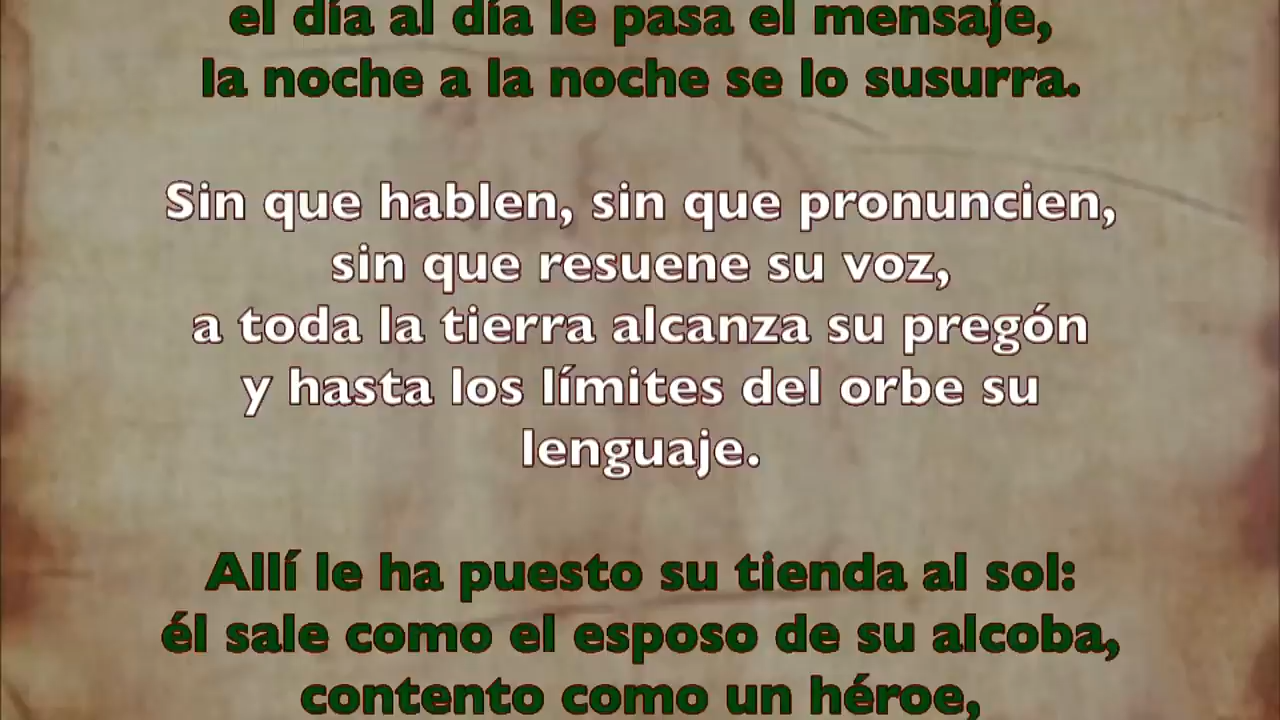 el día al día le pasa el mensaje,
la noche a la noche se lo susurra.
Sin que hablen, sin que pronuncien,
sin que resuene su voz,
a toda la tierra alcanza su pregón
y hasta los límites del orbe su
lenguaje.
Allí le ha puesto su tienda al sol:
él sale como el esposo de su alcoba,
contento como un héroe,